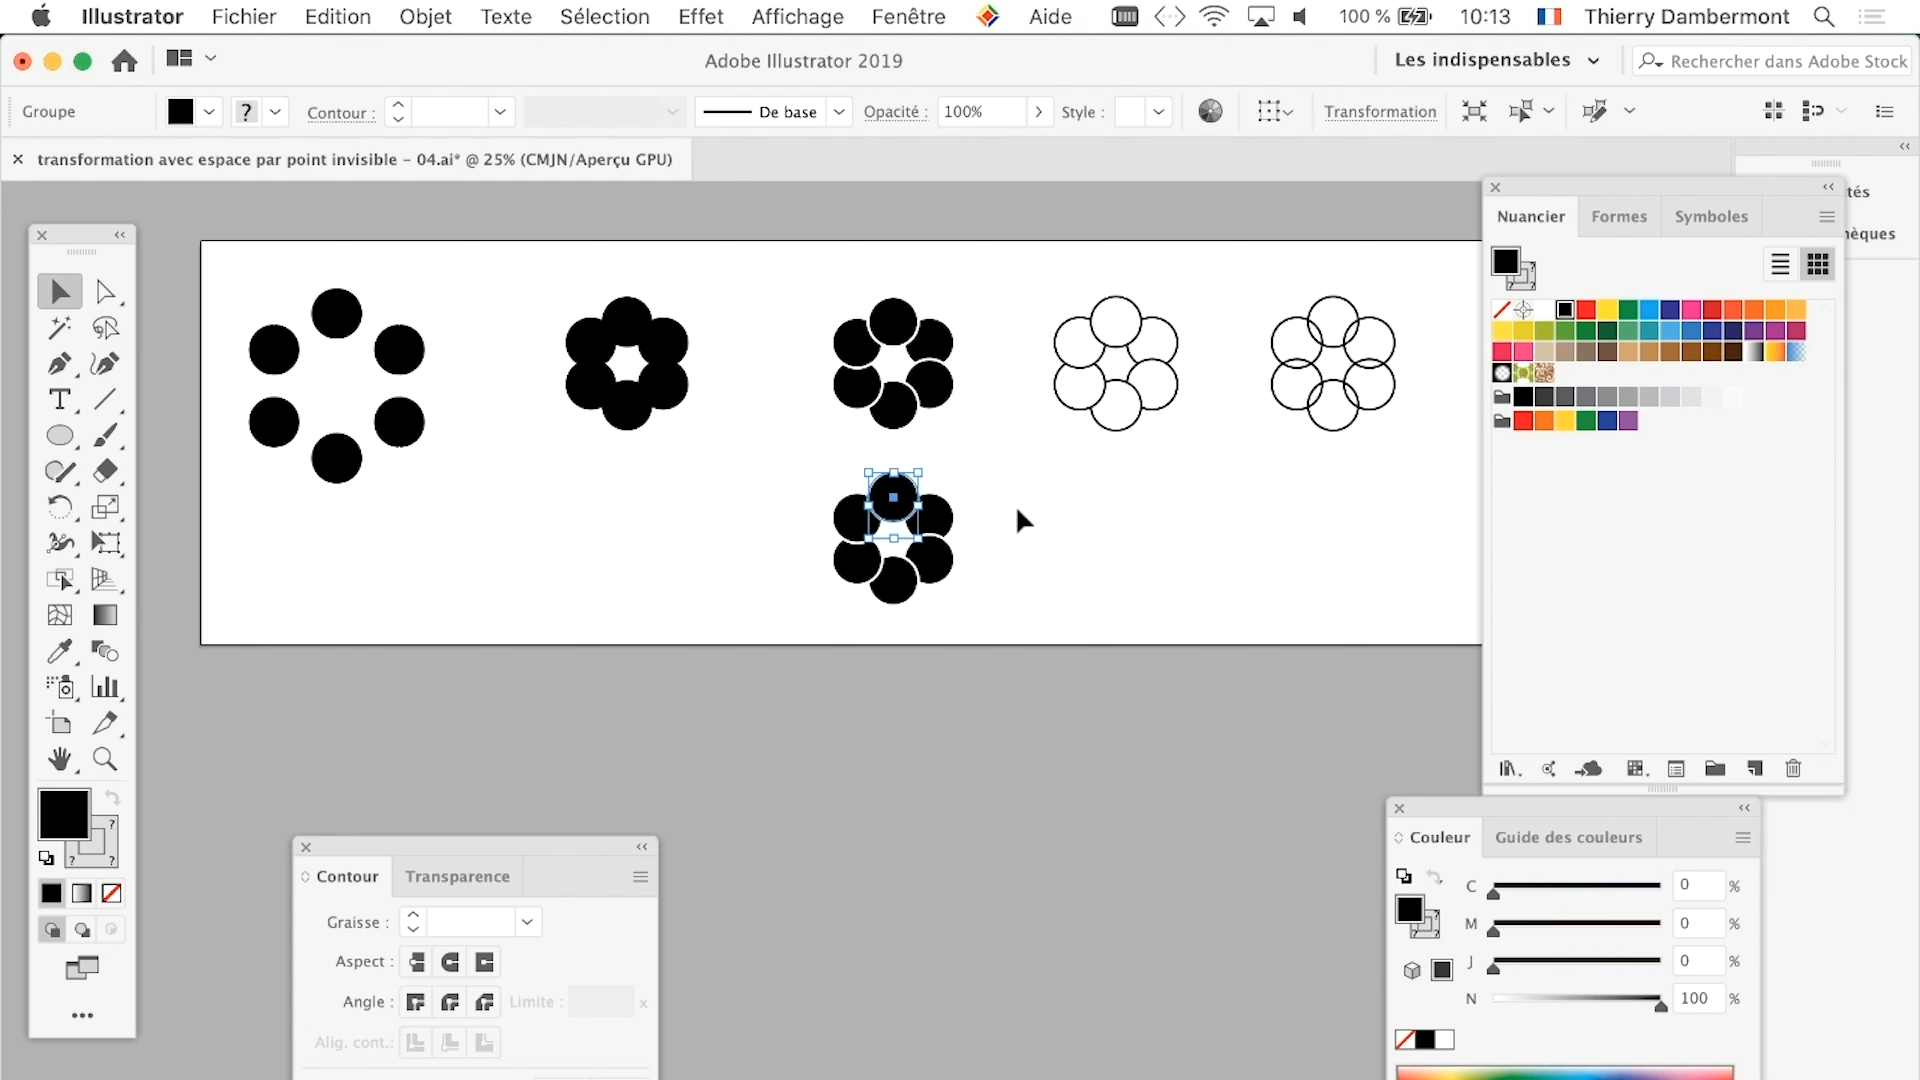 Illustrator Fichier Edition Objet Texte Sélection Effet Affichage Fenêtre Aide 100 % 10:13 Thierry Dambermont
Adobe Illustrator 2019
Les indispensables
Rechercher dans Adobe Stock
Groupe ? Contour : De base Opacité : 100% Style : Transformation
transformation avec espace par point invisible – 04.ai* @ 25% (CMJN/Aperçu GPU)
tés
hèques
Nuancier Formes Symboles
Contour Transparence
Graisse :
Aspect :
Angle : Limite : x
Alig. cont.:
Couleur Guide des couleurs
C 0 %
M 0 %
J 0 %
N 100 %